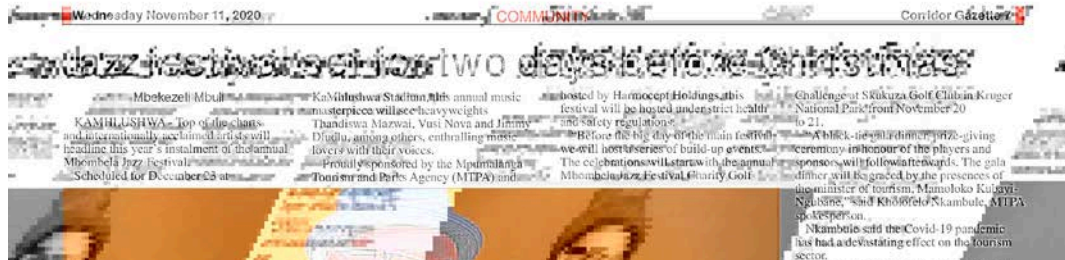 Wednesday November 11, 2020
COMMUNITY
Corridor Gazette 7
Jazz festival set for two days before Christmas
Mbekezeli Mbuli
KAMHLUSHWA - Top of the charts
and internationally acclaimed artists will
headline this year's instalment of the annual
Mbombela Jazz Festival.
Scheduled for December 23 at
KaMhlushwa Stadium, this annual music
masterpiece will see heavyweights
Thandiswa Mazwai, Vusi Nova and Jimmy
Dludlu, among others, enthralling music
lovers with their voices.
Proudly sponsored by the Mpumalanga
Tourism and Parks Agency (MTPA) and
hosted by Harmocept Holdings, this
festival will be hosted under strict health
and safety regulations.
"Before the big day of the main festival
we will host a series of build-up events.
The celebrations will start with the annual
Mbombela Jazz Festival Charity Golf
Challenge at Skukuza Golf Club in Kruger
National Park from November 20
to 21.
"A black-tie gala dinner, prize-giving
ceremony in honour of the players and
sponsors will follow afterwards. The gala
dinner will be graced by the presences of
the minister of tourism, Mamoloko Kubayi-
Ngubane," said Kholofelo Nkambule, MTPA
spokesperson.
Nkambule said the Covid-19 pandemic
has had a devastating effect on the tourism
sector.